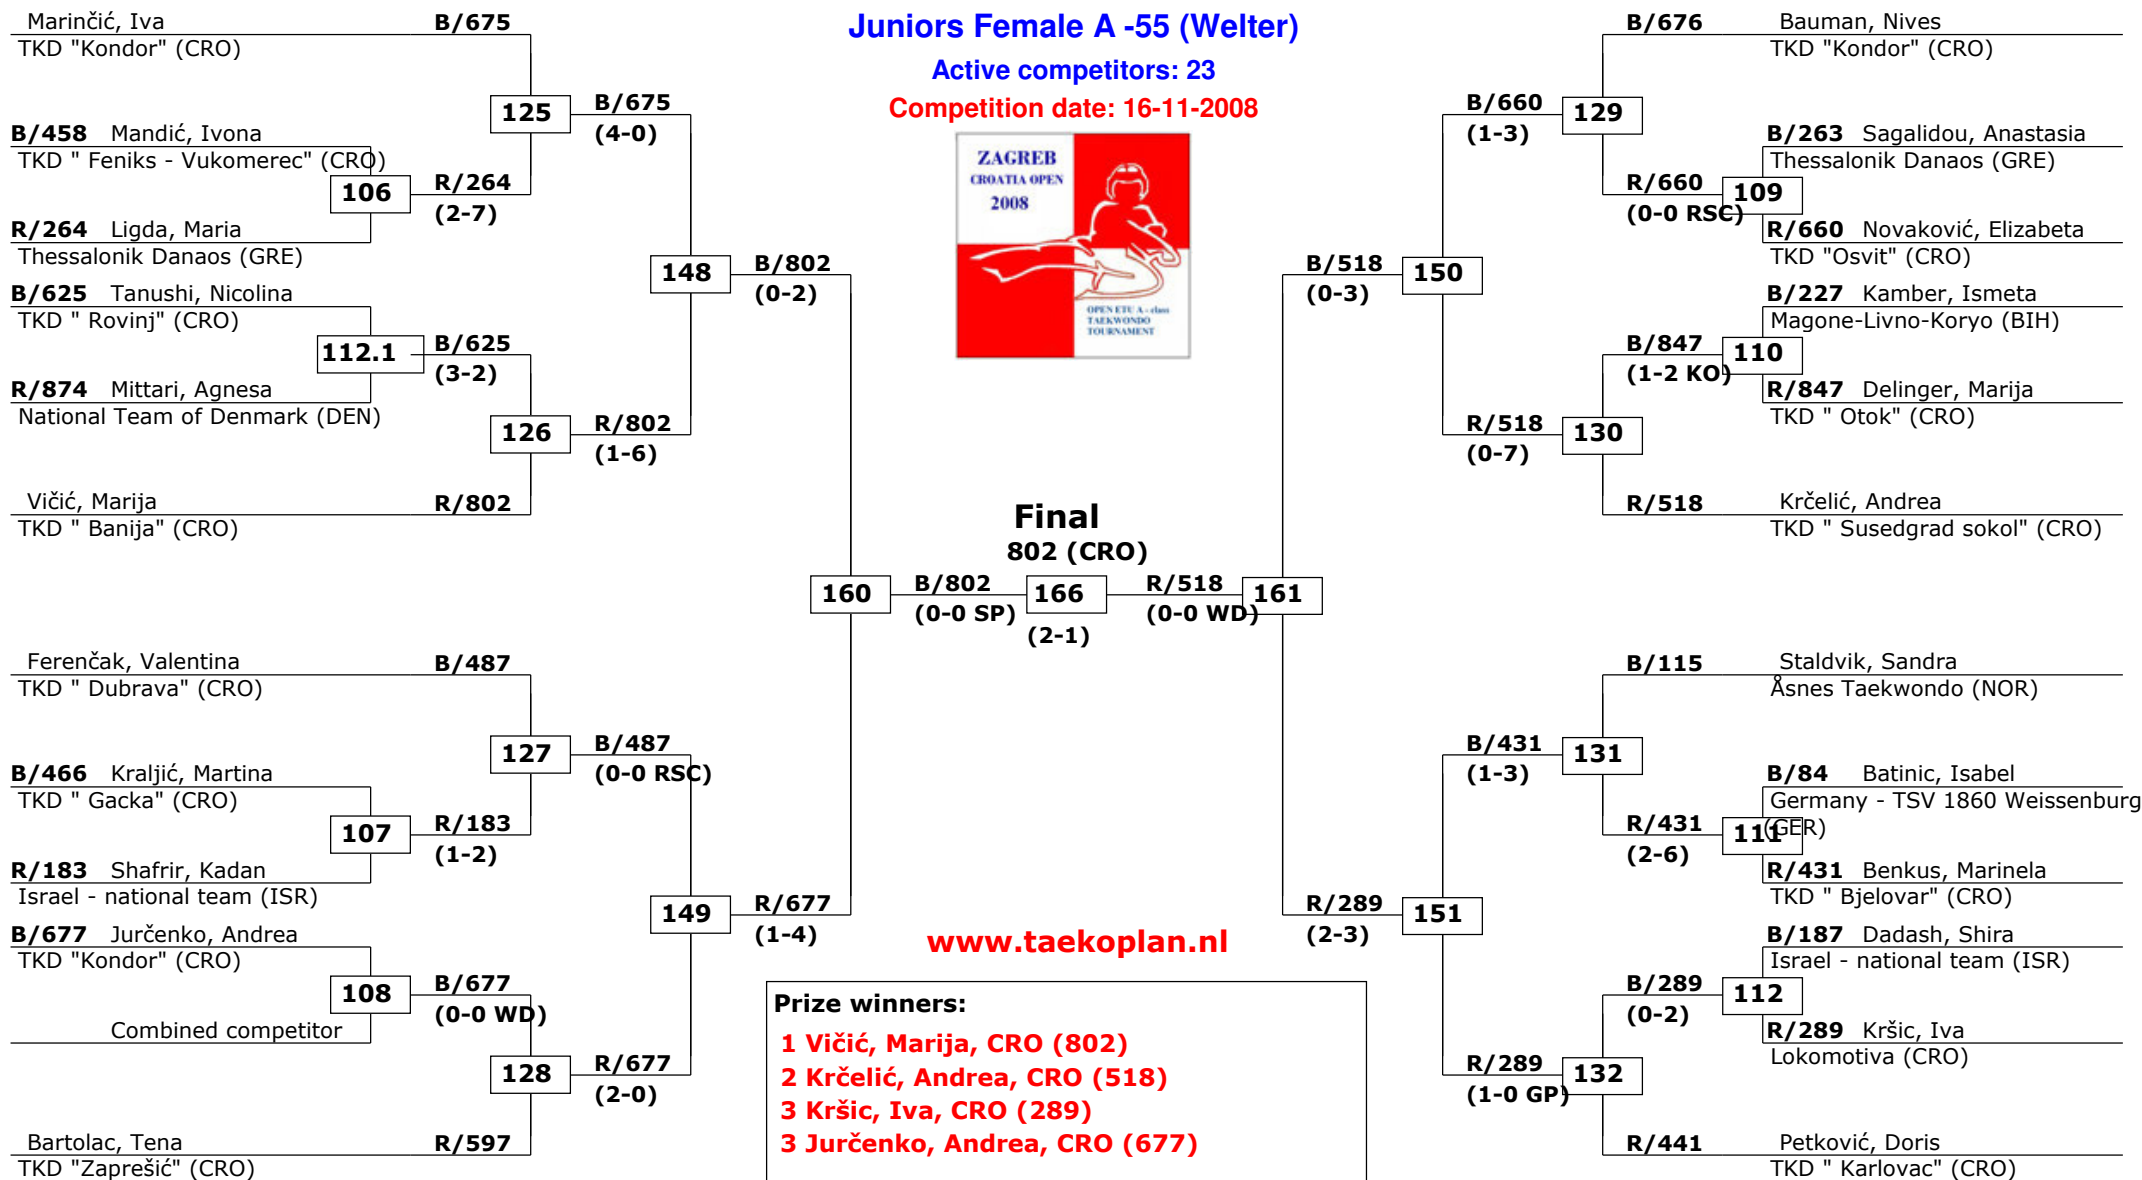 Juniors Female A -55 (Welter)
Active competitors: 23
Competition date: 16-11-2008
ZAGREB
CROATIA OPEN
2008
OPEN ETU A - class
TAEKWONDO
TOURNAMENT
Marinčić, Iva
B/675
TKD "Kondor" (CRO)
125
B/675
(4-0)
B/458 Mandić, Ivona
TKD " Feniks - Vukomerec" (CRO)
106
R/264
(2-7)
R/264 Ligda, Maria
Thessalonik Danaos (GRE)
148
B/802
(0-2)
B/625 Tanushi, Nicolina
TKD " Rovinj" (CRO)
112.1
B/625
(3-2)
R/874 Mittari, Agnesa
National Team of Denmark (DEN)
126
R/802
(1-6)
Vičić, Marija
R/802
TKD " Banija" (CRO)
160
B/802
(0-0 SP)
Final
802 (CRO)
166
(2-1)
R/518
(0-0 WD)
161
Ferenčak, Valentina
B/487
TKD " Dubrava" (CRO)
127
B/487
(0-0 RSC)
B/466 Kraljić, Martina
TKD " Gacka" (CRO)
107
R/183
(1-2)
R/183 Shafrir, Kadan
Israel - national team (ISR)
149
R/677
(1-4)
B/677 Jurčenko, Andrea
TKD "Kondor" (CRO)
108
B/677
(0-0 WD)
Combined competitor
128
R/677
(2-0)
Bartolac, Tena
R/597
TKD "Zaprešić" (CRO)
B/676 Bauman, Nives
TKD "Kondor" (CRO)
B/660
(1-3)
129
B/263 Sagalidou, Anastasia
Thessalonik Danaos (GRE)
R/660
(0-0 RSC)
109
R/660 Novaković, Elizabeta
TKD "Osvit" (CRO)
B/518
(0-3)
150
B/227 Kamber, Ismeta
Magone-Livno-Koryo (BIH)
B/847
(1-2 KO)
110
R/847 Delinger, Marija
TKD " Otok" (CRO)
R/518
(0-7)
130
R/518 Krčelić, Andrea
TKD " Susedgrad sokol" (CRO)
B/115 Staldvik, Sandra
Åsnes Taekwondo (NOR)
B/431
(1-3)
131
B/84 Batinic, Isabel
Germany - TSV 1860 Weissenburg
(GER)
R/431
(2-6)
111
R/431 Benkus, Marinela
TKD " Bjelovar" (CRO)
R/289
(2-3)
151
B/187 Dadash, Shira
Israel - national team (ISR)
B/289
(0-2)
112
R/289 Kršic, Iva
Lokomotiva (CRO)
R/289
(1-0 GP)
132
R/441 Petković, Doris
TKD " Karlovac" (CRO)
www.taekoplan.nl
Prize winners:
1 Vičić, Marija, CRO (802)
2 Krčelić, Andrea, CRO (518)
3 Kršic, Iva, CRO (289)
3 Jurčenko, Andrea, CRO (677)